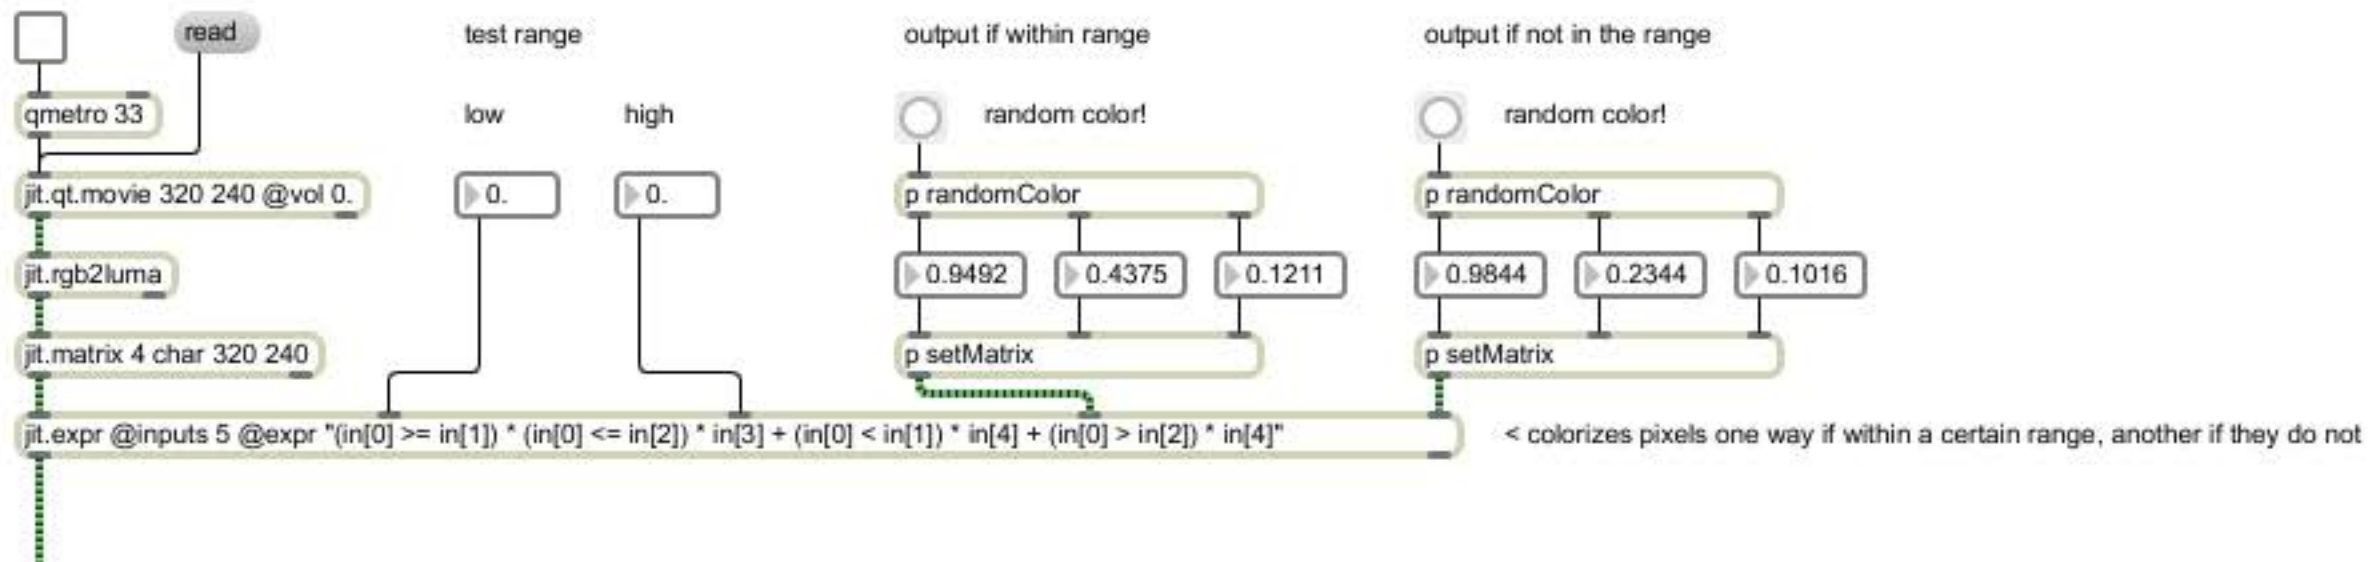 read
test range
output if within range
output if not in the range
qmetro 33
low
high
random color!
random color!
jit.qt.movie 320 240 @vol 0.
0.
0.
p randomColor
p randomColor
jit.rgb2luma
0.9492
0.4375
0.1211
0.9844
0.2344
0.1016
jit.matrix 4 char 320 240
p setMatrix
p setMatrix
jit.expr @inputs 5 @expr "(in[0] >= in[1]) * (in[0] <= in[2]) * in[3] + (in[0] < in[1]) * in[4] + (in[0] > in[2]) * in[4]"
< colorizes pixels one way if within a certain range, another if they do not